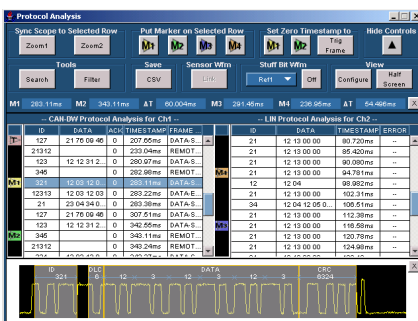 Protocol Analysis
Sync Scope to Selected Row Put Marker on Selected Row Set Zero Timestamp to Hide Controls
Zoom1 Zoom2 M1 M2 M3 M4 Trig Frame
Tools Save Sensor Wfm Stuff Bit Wfm View
Search Filter CSV Link Ref1 Off Configure Half Screen
M1 283.11ms M2 343.11ms ΔT 60.004ms M3 291.45ms M4 236.95ms ΔT 54.496ms X
-- CAN-DW Protocol Analysis for Ch1 -- -- LIN Protocol Analysis for Ch2 --
ID DATA ACK TIMESTAMP FRAME ... ID DATA TIMESTAMP ERROR
127 21 76 09 46 0 207.65ms DATA-S... 21 12 13 00 00 80.720ms --
21312 0 233.04ms REMOT... 21 12 13 00 00 85.420ms --
123 12 12 31 2... 0 280.97ms DATA-S... 21 12 13 00 00 90.080ms --
345 0 282.98ms REMOT... M4 21 12 13 00 00 94.781ms --
M1 321 12 03 12 0... 0 283.11ms DATA-E... 12 12 04 98.982ms --
12313 12 03 12 03 0 283.22ms DATA-E... 21 12 13 00 00 102.31ms --
21 23 04 34 0... 0 283.38ms DATA-S... 34 12 04 12 05 0... 106.51ms --
127 21 76 09 46 0 307.51ms DATA-S... 21 12 13 00 00 112.38ms --
123 12 12 31 2... 0 342.55ms DATA-S... M3 21 12 13 00 00 116.58ms --
M2 345 0 343.11ms REMOT... 21 12 13 00 00 120.78ms --
21312 0 343.24ms REMOT... 21 12 13 00 00 124.98ms --
ID DLC DATA CRC X
321 6 12 3 12 3 12 3 6324